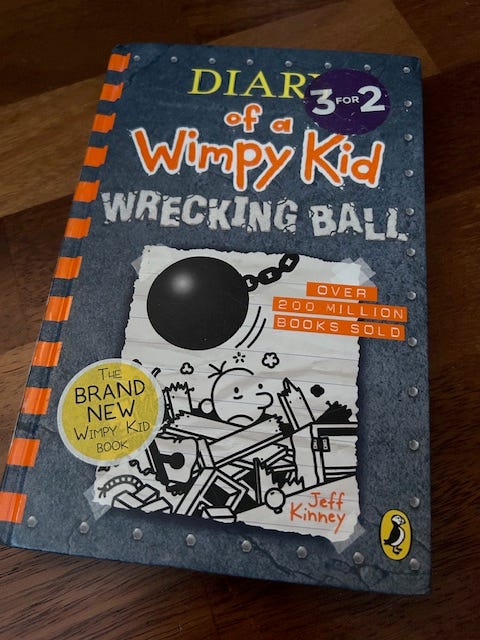 DIAR
3 FOR 2
of a
Wimpy Kid
WRECKING BALL
OVER
200 MILLION
BOOKS SOLD
THE
BRAND
NEW
WIMPY KID
BOOK
Jeff
Kinney